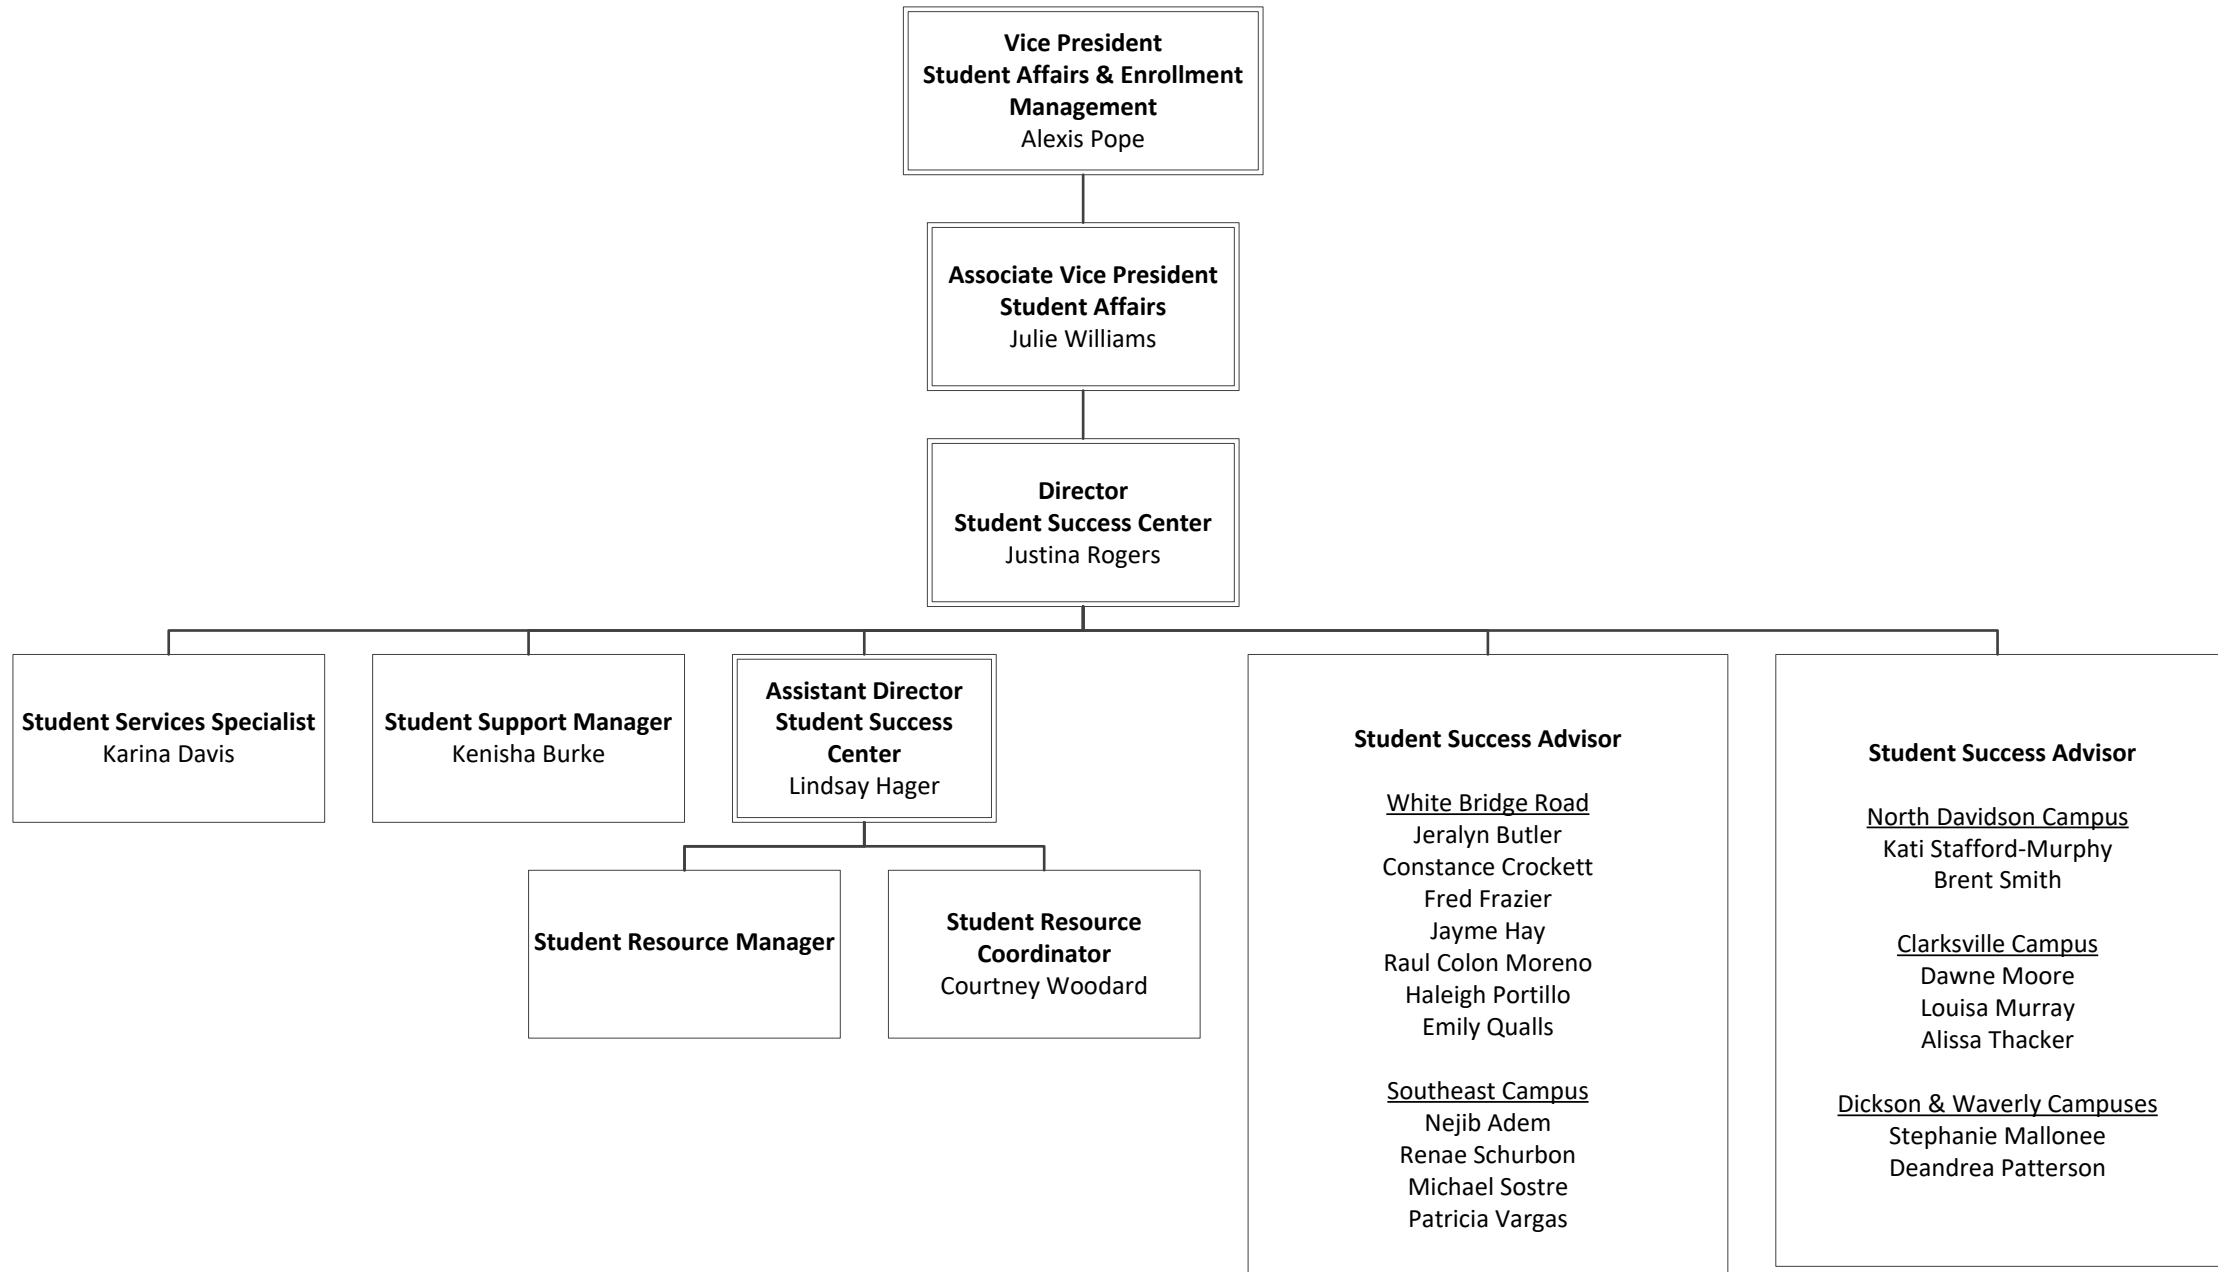 Vice President
Student Affairs & Enrollment
Management
Alexis Pope
Associate Vice President
Student Affairs
Julie Williams
Director
Student Success Center
Justina Rogers
Student Services Specialist
Karina Davis
Student Support Manager
Kenisha Burke
Assistant Director
Student Success
Center
Lindsay Hager
Student Resource Manager
Student Resource
Coordinator
Courtney Woodard
Student Success Advisor
White Bridge Road
Jeralyn Butler
Constance Crockett
Fred Frazier
Jayme Hay
Raul Colon Moreno
Haleigh Portillo
Emily Qualls
Southeast Campus
Nejib Adem
Renae Schurbon
Michael Sostre
Patricia Vargas
Student Success Advisor
North Davidson Campus
Kati Stafford-Murphy
Brent Smith
Clarksville Campus
Dawne Moore
Louisa Murray
Alissa Thacker
Dickson & Waverly Campuses
Stephanie Mallonee
Deandrea Patterson